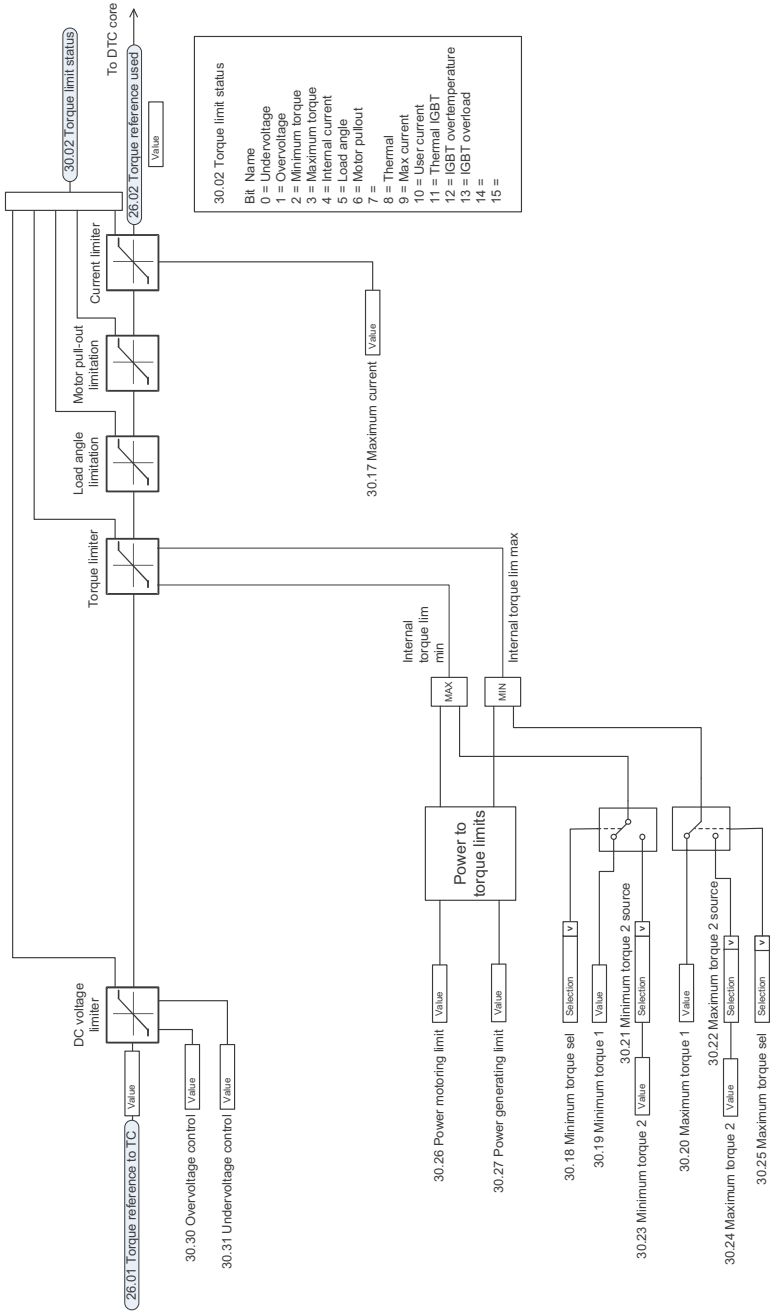 30.02 Torque limit status
To DTC core
26.01 Torque reference to TC
Value
DC voltage
limiter
Torque limiter
Load angle
limitation
Motor pull-out
limitation
Current limiter
26.02 Torque reference used
Value
30.30 Overvoltage control
Value
30.31 Undervoltage control
Value
30.02 Torque limit status
Bit Name
0 = Undervoltage
1 = Overvoltage
2 = Minimum torque
3 = Maximum torque
4 = Internal current
5 = Load angle
6 = Motor pullout
7 =
8 = Thermal
9 = Max current
10 = User current
11 = Thermal IGBT
12 = IGBT overtemperature
13 = IGBT overload
14 =
15 =
30.17 Maximum current
Value
Internal
torque lim
min
30.26 Power motoring limit
Value
Power to
torque limits
MAX
30.27 Power generating limit
Value
MIN
Internal torque lim max
30.18 Minimum torque sel
Selection
v
30.19 Minimum torque 1
Value
30.21 Minimum torque 2 source
30.23 Minimum torque 2
Value
Selection
v
30.20 Maximum torque 1
Value
30.22 Maximum torque 2 source
30.24 Maximum torque 2
Value
Selection
v
30.25 Maximum torque sel
Selection
v